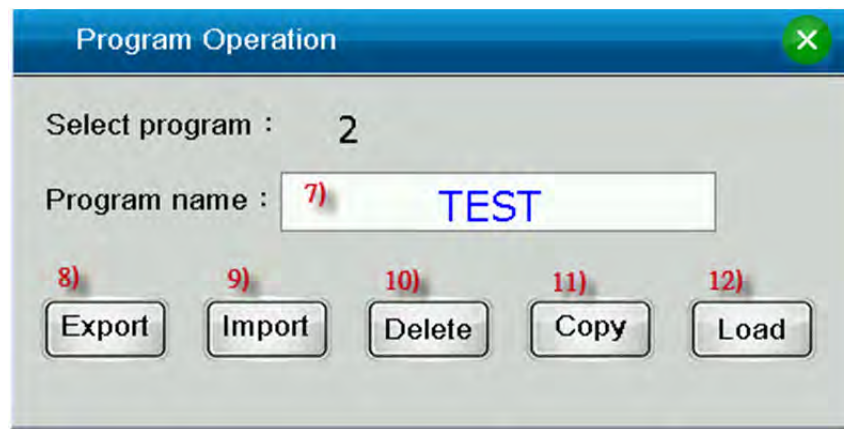 Program Operation
Select program : 2
Program name : 7) TEST
8) 9) 10) 11) 12)
Export Import Delete Copy Load